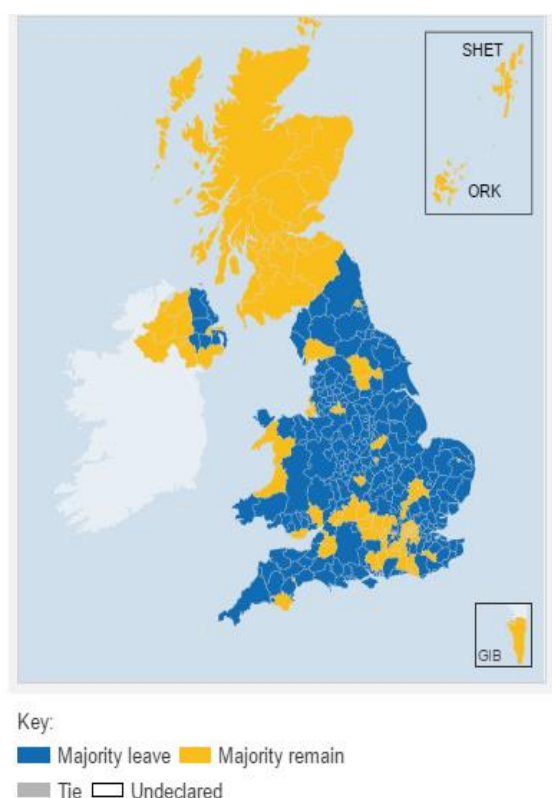 SHET
ORK
GIB
Key:
Majority leave Majority remain
Tie Undeclared